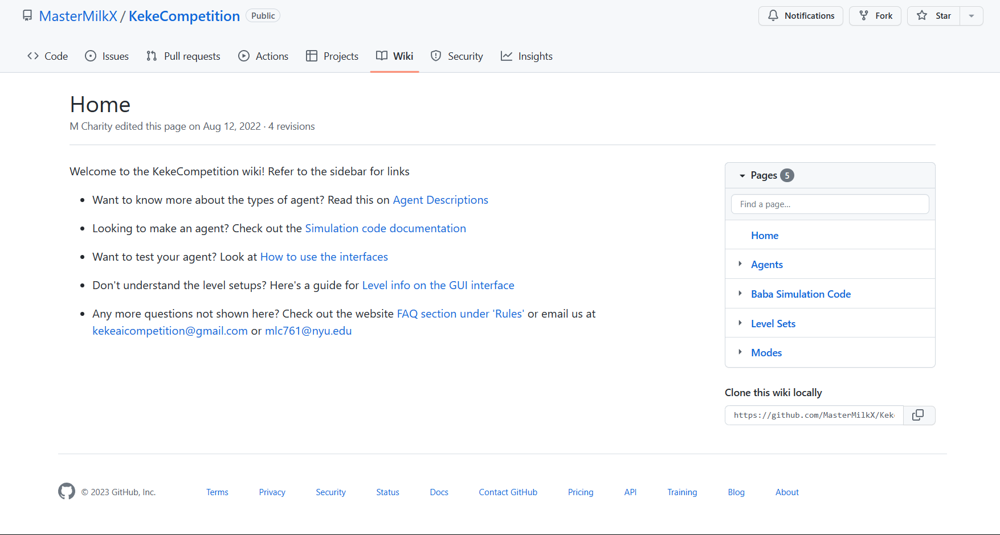 MasterMilkX / KekeCompetition Public
Notifications Fork Star
Code Issues Pull requests Actions Projects Wiki Security Insights
Home
M Charity edited this page on Aug 12, 2022 · 4 revisions
Welcome to the KekeCompetition wiki! Refer to the sidebar for links
• Want to know more about the types of agent? Read this on Agent Descriptions
• Looking to make an agent? Check out the Simulation code documentation
• Want to test your agent? Look at How to use the interfaces
• Don't understand the level setups? Here's a guide for Level info on the GUI interface
• Any more questions not shown here? Check out the website FAQ section under 'Rules' or email us at
kekeaicompetition@gmail.com or mlc761@nyu.edu
Pages 5
Find a page...
Home
Agents
Baba Simulation Code
Level Sets
Modes
Clone this wiki locally
https://github.com/MasterMilkX/Kek
© 2023 GitHub, Inc. Terms Privacy Security Status Docs Contact GitHub Pricing API Training Blog About